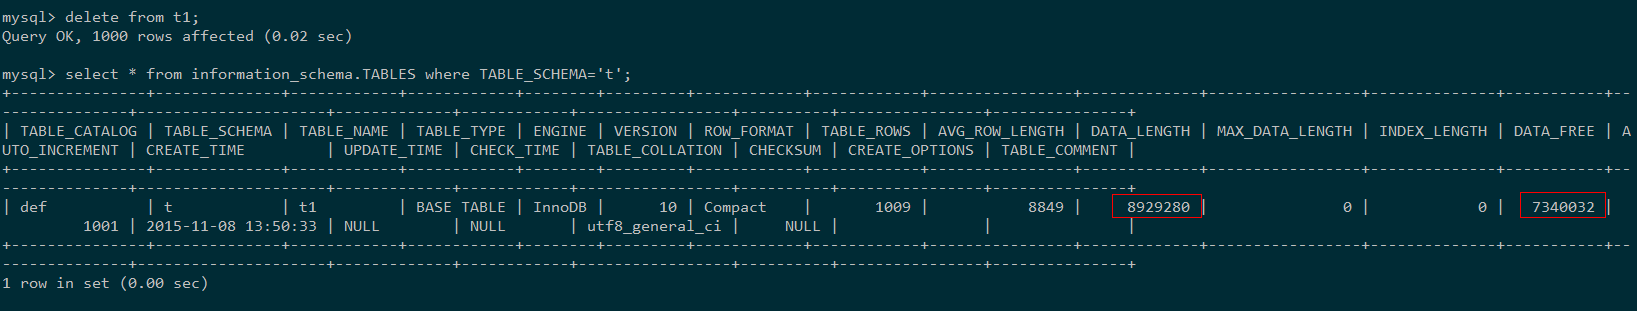 mysql> delete from t1;
Query OK, 1000 rows affected (0.02 sec)
mysql> select * from information_schema.TABLES where TABLE_SCHEMA='t';
+---------------+--------------+------------+------------+--------+---------+------------+------------+----------------+-------------+-----------------+--------------+-----------+--
-------------+---------------------+-------------+------------+-----------------+----------+----------------+---------------+
| TABLE_CATALOG | TABLE_SCHEMA | TABLE_NAME | TABLE_TYPE | ENGINE | VERSION | ROW_FORMAT | TABLE_ROWS | AVG_ROW_LENGTH | DATA_LENGTH | MAX_DATA_LENGTH | INDEX_LENGTH | DATA_FREE | A
UTO_INCREMENT | CREATE_TIME         | UPDATE_TIME | CHECK_TIME | TABLE_COLLATION | CHECKSUM | CREATE_OPTIONS | TABLE_COMMENT |
+---------------+--------------+------------+------------+--------+---------+------------+------------+----------------+-------------+-----------------+--------------+-----------+--
-------------+---------------------+-------------+------------+-----------------+----------+----------------+---------------+
| def           | t            | t1         | BASE TABLE | InnoDB |      10 | Compact    |       1009 |           8849 |     8929280 |               0 |            0 |   7340032 |
         1001 | 2015-11-08 13:50:33 | NULL        | NULL       | utf8_general_ci |     NULL |                |               |
+---------------+--------------+------------+------------+--------+---------+------------+------------+----------------+-------------+-----------------+--------------+-----------+--
-------------+---------------------+-------------+------------+-----------------+----------+----------------+---------------+
1 row in set (0.00 sec)